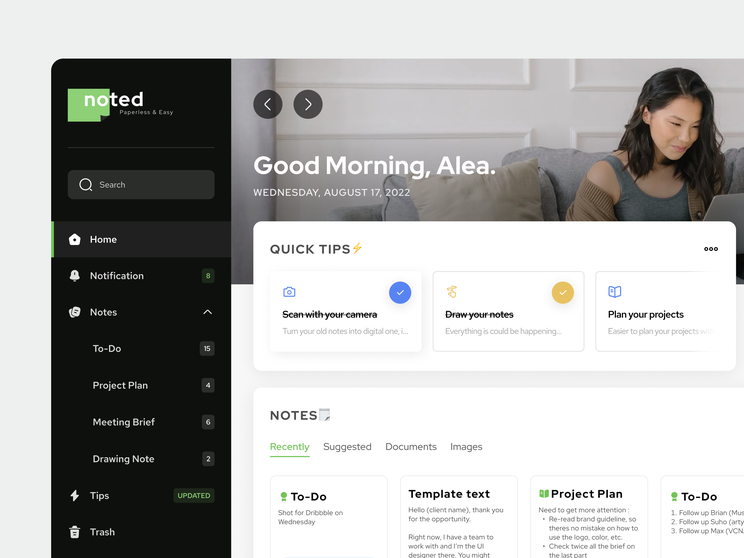 noted
Paperless & Easy
Search
Home
Notification 8
Notes
To-Do 15
Project Plan 4
Meeting Brief 6
Drawing Note 2
Tips UPDATED
Trash
Good Morning, Alea.
WEDNESDAY, AUGUST 17, 2022
QUICK TIPS⚡
Scan with your camera
Turn your old notes into digital one, i...
Draw your notes
Everything is could be happening...
Plan your projects
Easier to plan your projects with
NOTES
Recently Suggested Documents Images
To-Do
Shot for Dribbble on
Wednesday
Template text
Hello {client name}, thank you
for the opportunity.
Right now, I have a team to
work with and I'm the UI
designer there. You might
Project Plan
Need to get more attention :
• Re-read brand guideline, so
theres no mistake on how to
use the logo, color, etc.
• Check twice all the brief on
the last part
To-Do
1. Follow up Brian (Mus
2. Follow up Suho (arty
3. Follow up Max (VCN